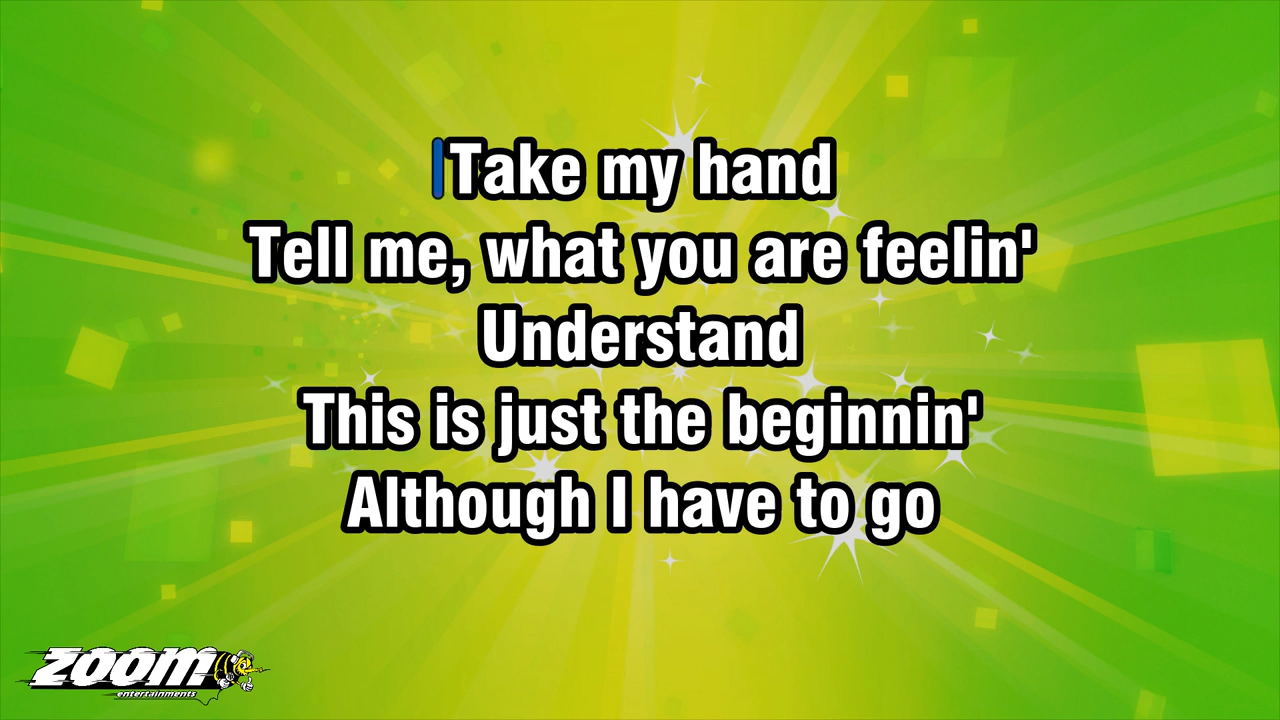 Take my hand
Tell me, what you are feelin'
Understand
This is just the beginnin'
Although I have to go
zoom
entertainments